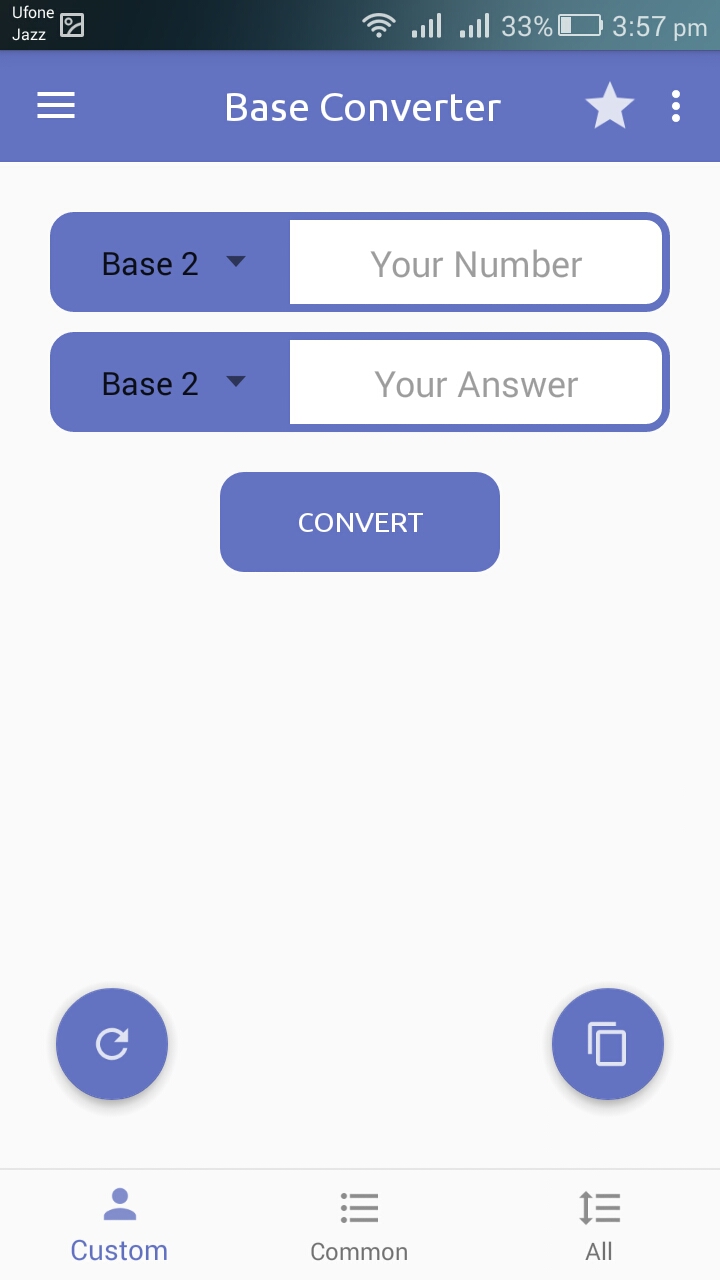 Ufone
Jazz
33%
3:57 pm
Base Converter
Base 2
Your Number
Base 2
Your Answer
CONVERT
Custom
Common
All